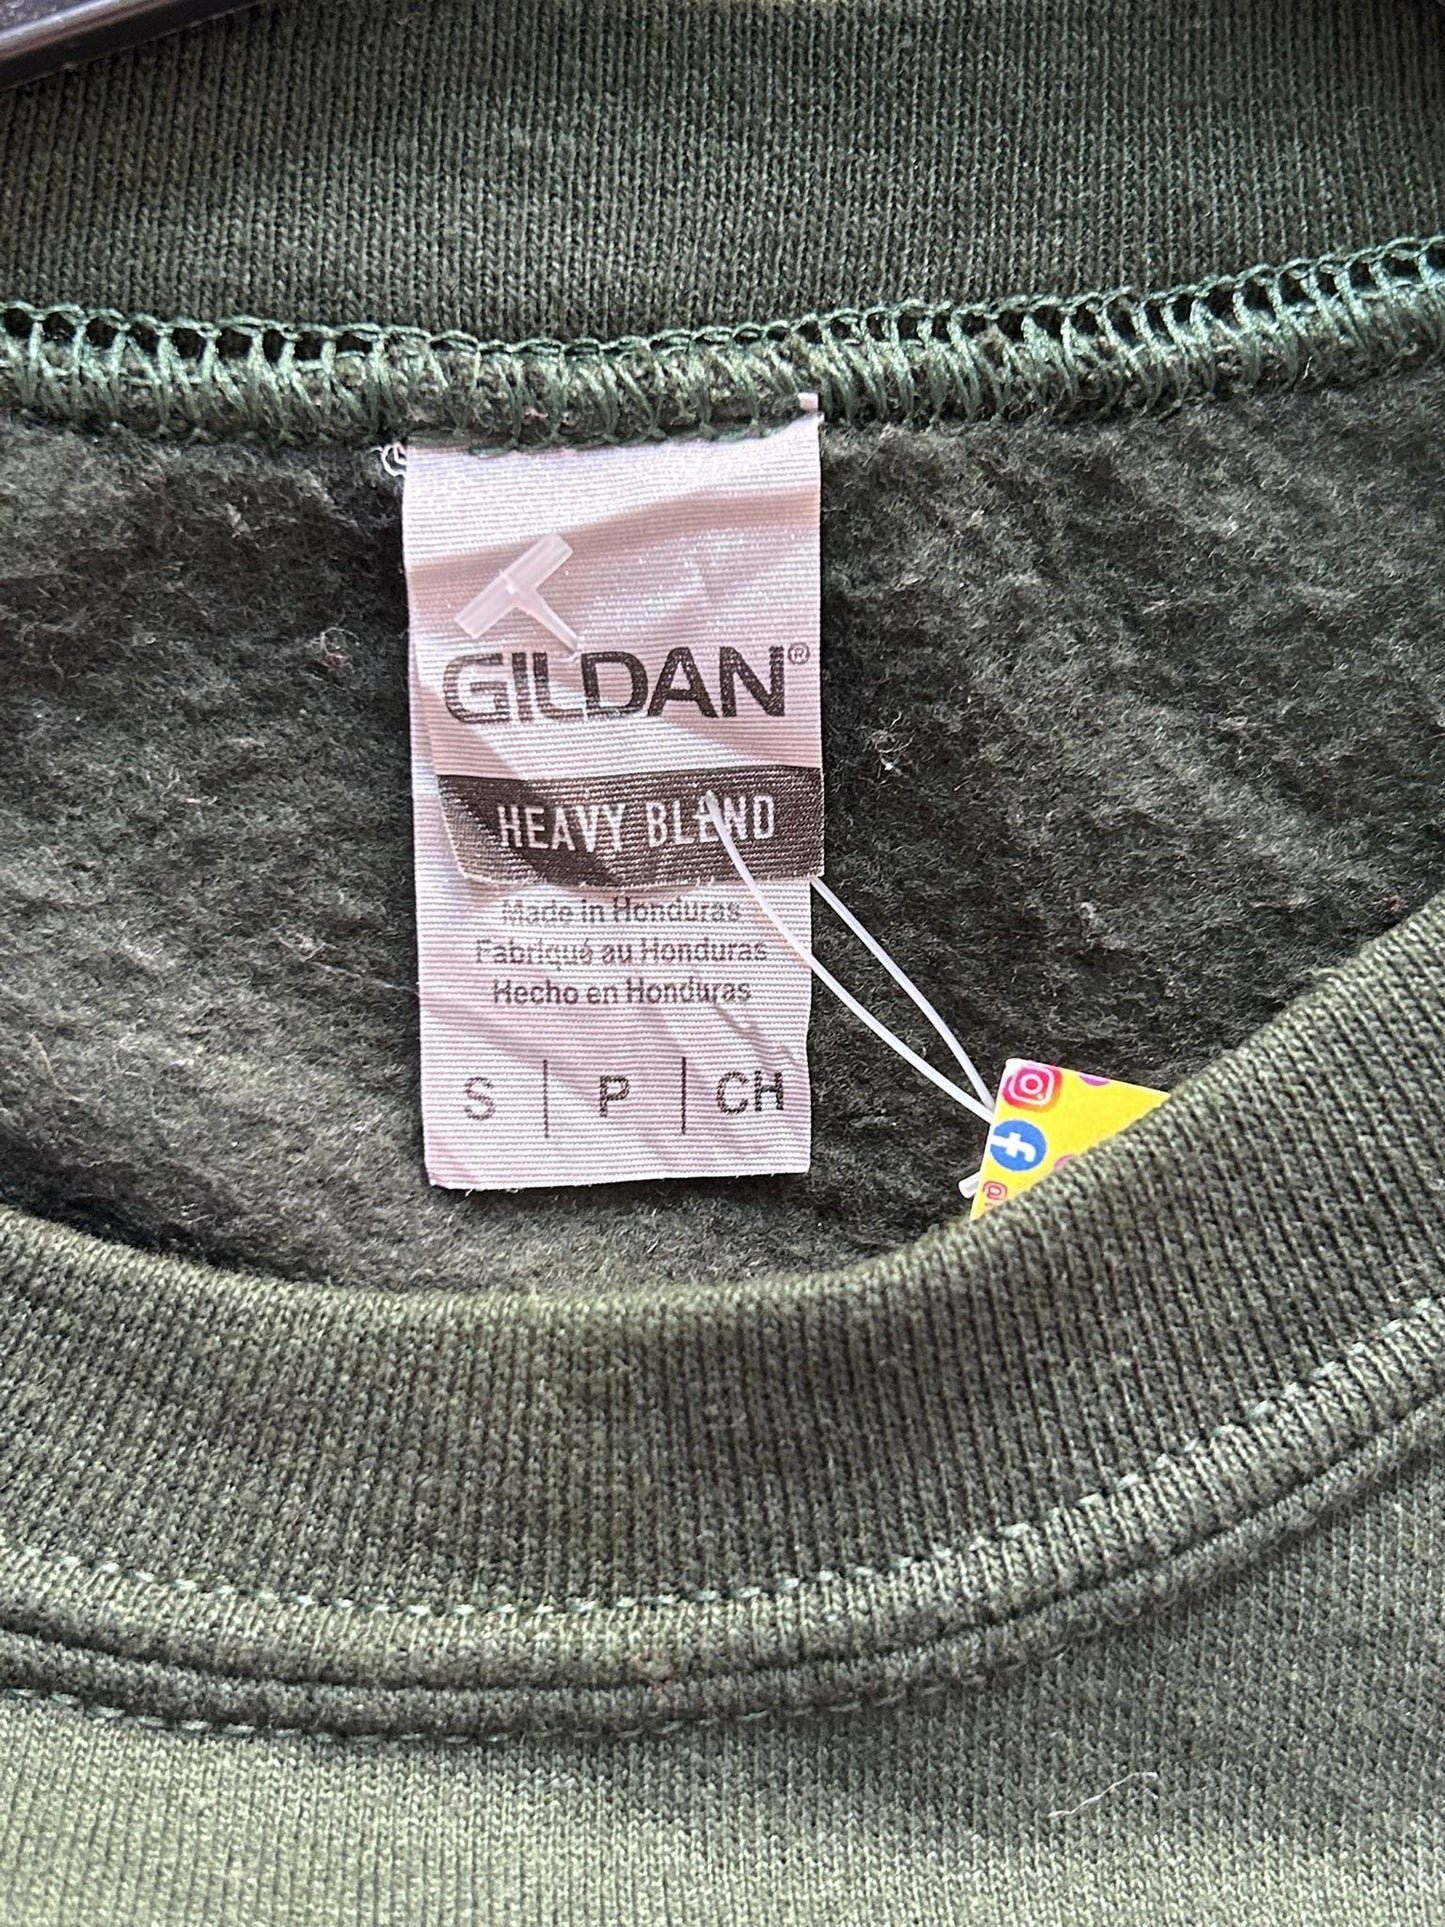 GILDAN®
HEAVY BLEND
Made in Honduras
Fabriqué au Honduras
Hecho en Honduras
S | P | CH
f
@